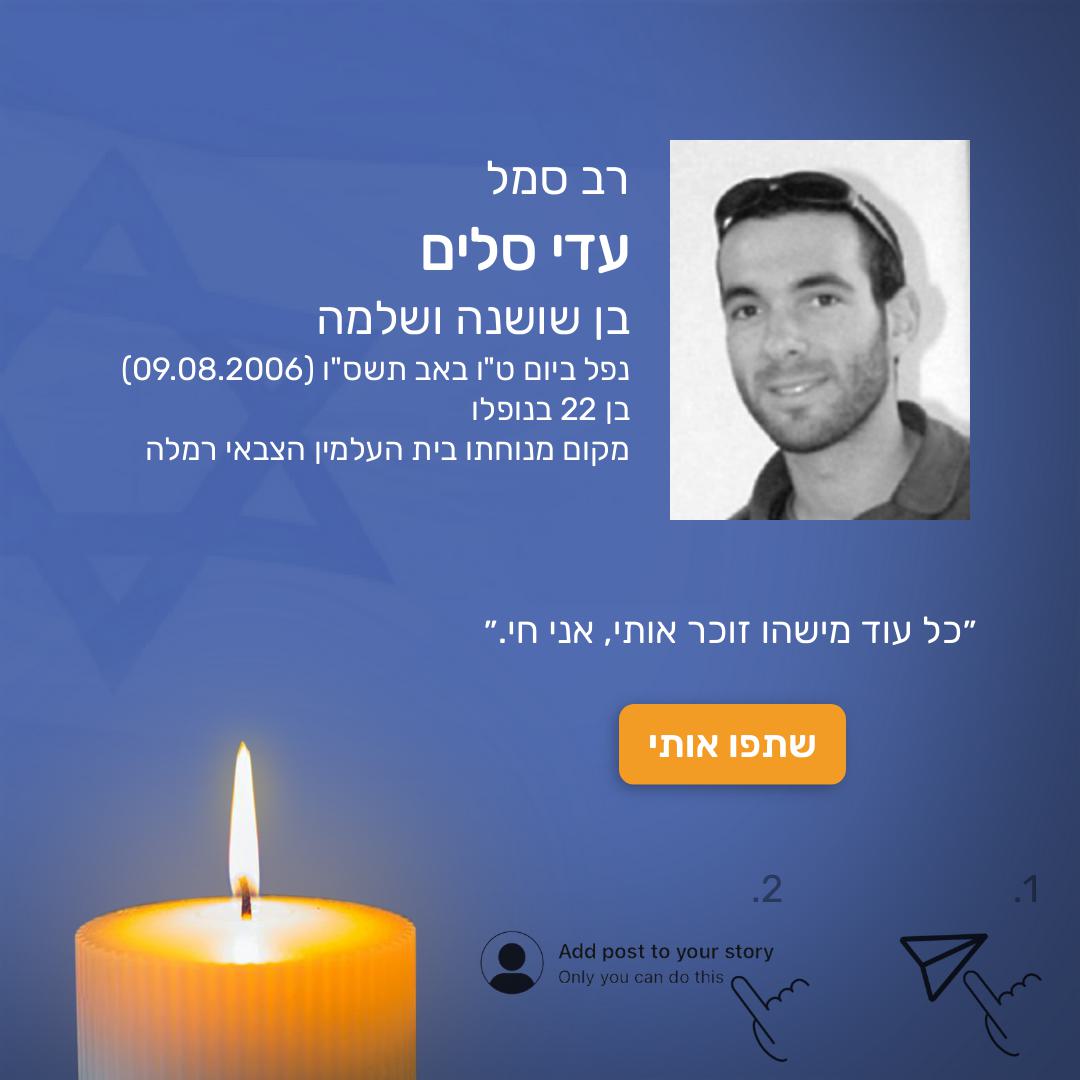 רב סמל
עדי סלים
בן שושנה ושלמה
נפל ביום ט"ו באב תשס"ו (09.08.2006)
בן 22 בנופלו
מקום מנוחתו בית העלמין הצבאי רמלה
״כל עוד מישהו זוכר אותי, אני חי.״
שתפו אותי
.1
.2
Add post to your story
Only you can do this